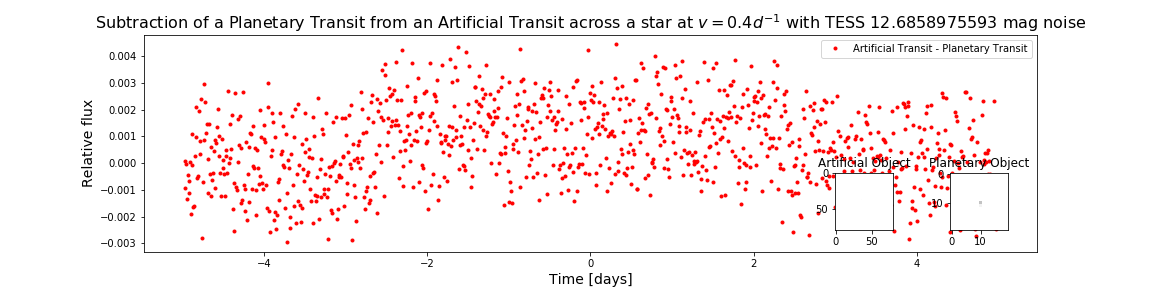 Subtraction of a Planetary Transit from an Artificial Transit across a star at v = 0.4d⁻¹ with TESS 12.6858975593 mag noise
Artificial Transit - Planetary Transit
Relative flux
0.004
0.003
0.002
0.001
0.000
−0.001
−0.002
−0.003
Artificial Object
0
50
0 50
Planetary Object
0
10
0 10
−4 −2 0 2 4
Time [days]